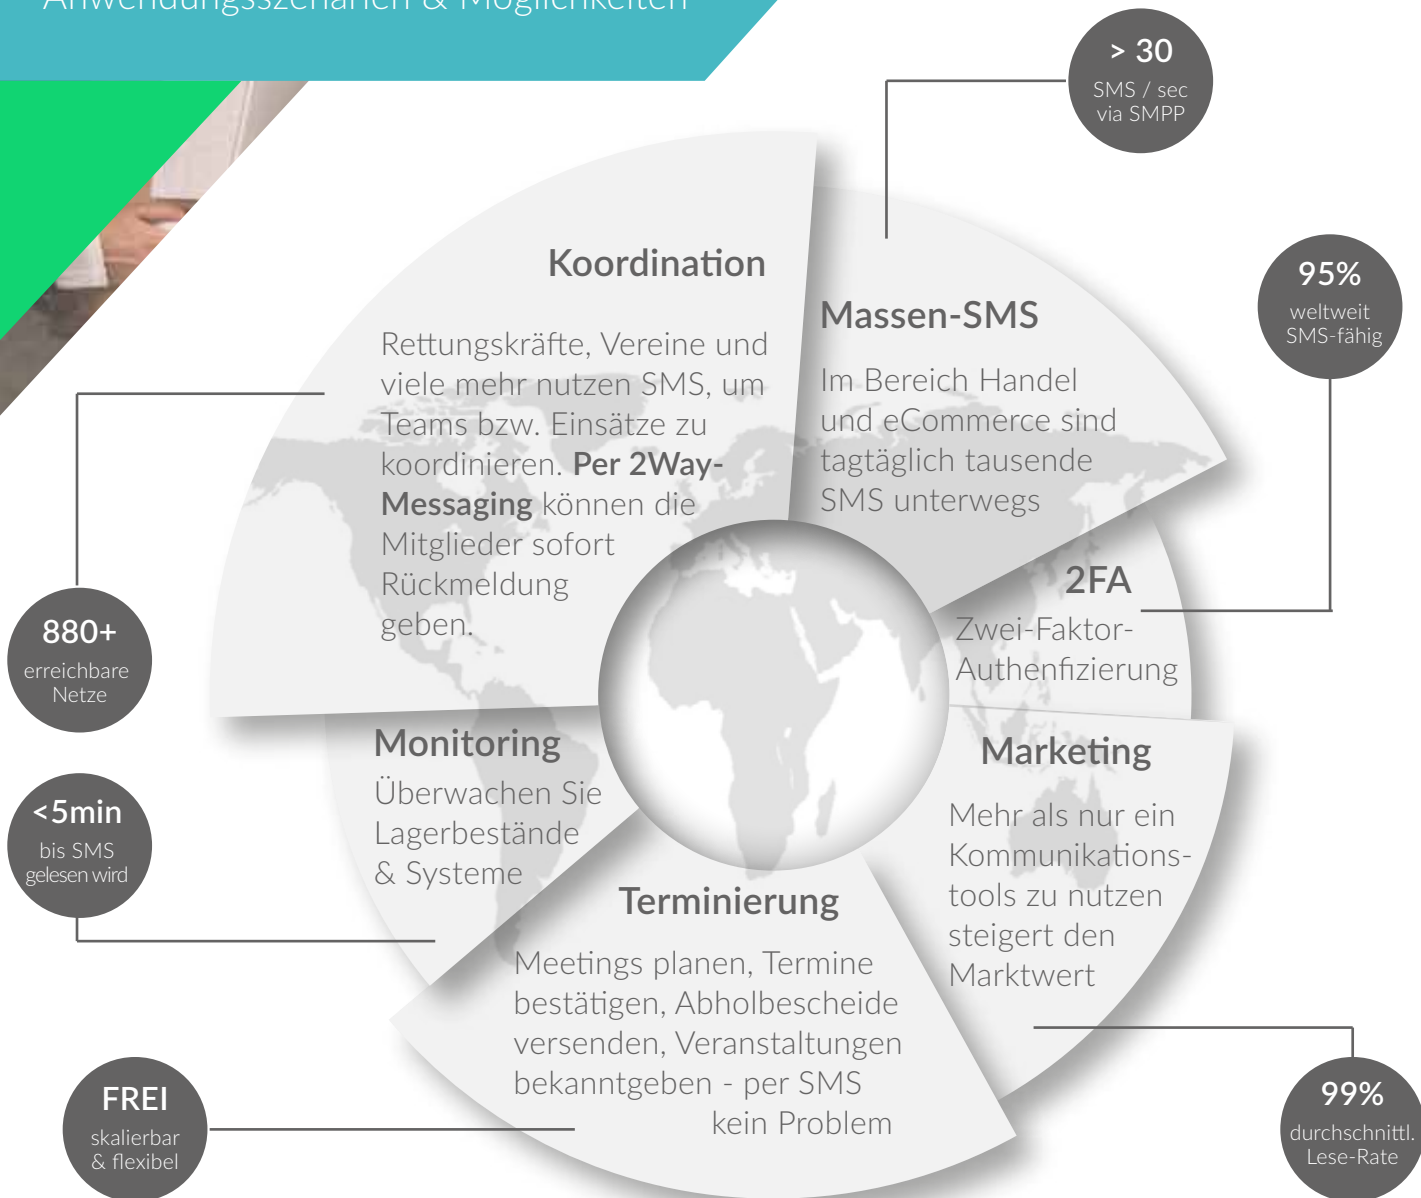 Anwendungsszenarien & Möglichkeiten
> 30
SMS / sec
via SMPP
95%
weltweit
SMS-fähig
Koordination
Rettungskräfte, Vereine und
viele mehr nutzen SMS, um
Teams bzw. Einsätze zu
koordinieren. Per 2Way-
Messaging können die
Mitglieder sofort
Rückmeldung
geben.
Massen-SMS
Im Bereich Handel
und eCommerce sind
tagtäglich tausende
SMS unterwegs
2FA
Zwei-Faktor-
Authenfizierung
880+
erreichbare
Netze
Monitoring
Überwachen Sie
Lagerbestände
& Systeme
Marketing
Mehr als nur ein
Kommunikations-
tools zu nutzen
steigert den
Marktwert
<5min
bis SMS
gelesen wird
Terminierung
Meetings planen, Termine
bestätigen, Abholbescheide
versenden, Veranstaltungen
bekanntgeben - per SMS
kein Problem
FREI
skalierbar
& flexibel
99%
durchschnittl.
Lese-Rate